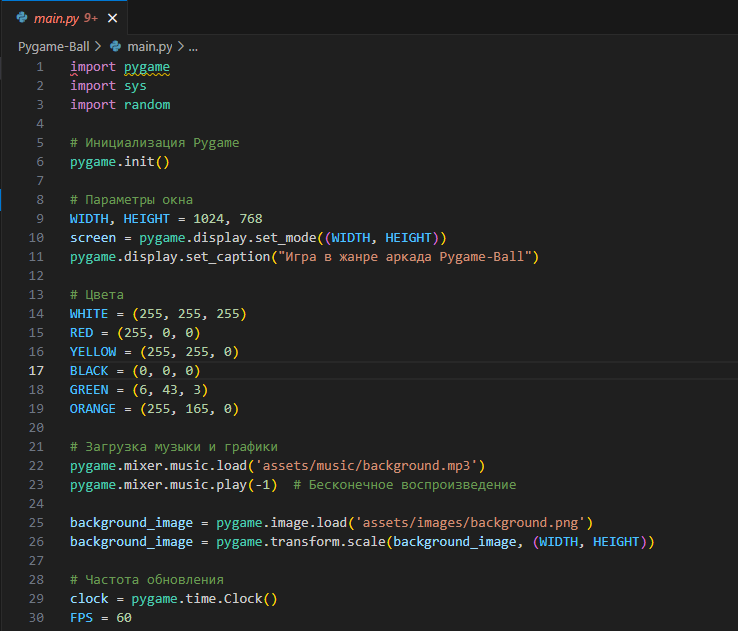 main.py 9+ ×
Pygame-Ball > main.py > ...
1 import pygame
2 import sys
3 import random
4
5 # Инициализация Pygame
6 pygame.init()
7
8 # Параметры окна
9 WIDTH, HEIGHT = 1024, 768
10 screen = pygame.display.set_mode((WIDTH, HEIGHT))
11 pygame.display.set_caption("Игра в жанре аркада Pygame-Ball")
12
13 # Цвета
14 WHITE = (255, 255, 255)
15 RED = (255, 0, 0)
16 YELLOW = (255, 255, 0)
17 BLACK = (0, 0, 0)
18 GREEN = (6, 43, 3)
19 ORANGE = (255, 165, 0)
20
21 # Загрузка музыки и графики
22 pygame.mixer.music.load('assets/music/background.mp3')
23 pygame.mixer.music.play(-1)  # Бесконечное воспроизведение
24
25 background_image = pygame.image.load('assets/images/background.png')
26 background_image = pygame.transform.scale(background_image, (WIDTH, HEIGHT))
27
28 # Частота обновления
29 clock = pygame.time.Clock()
30 FPS = 60